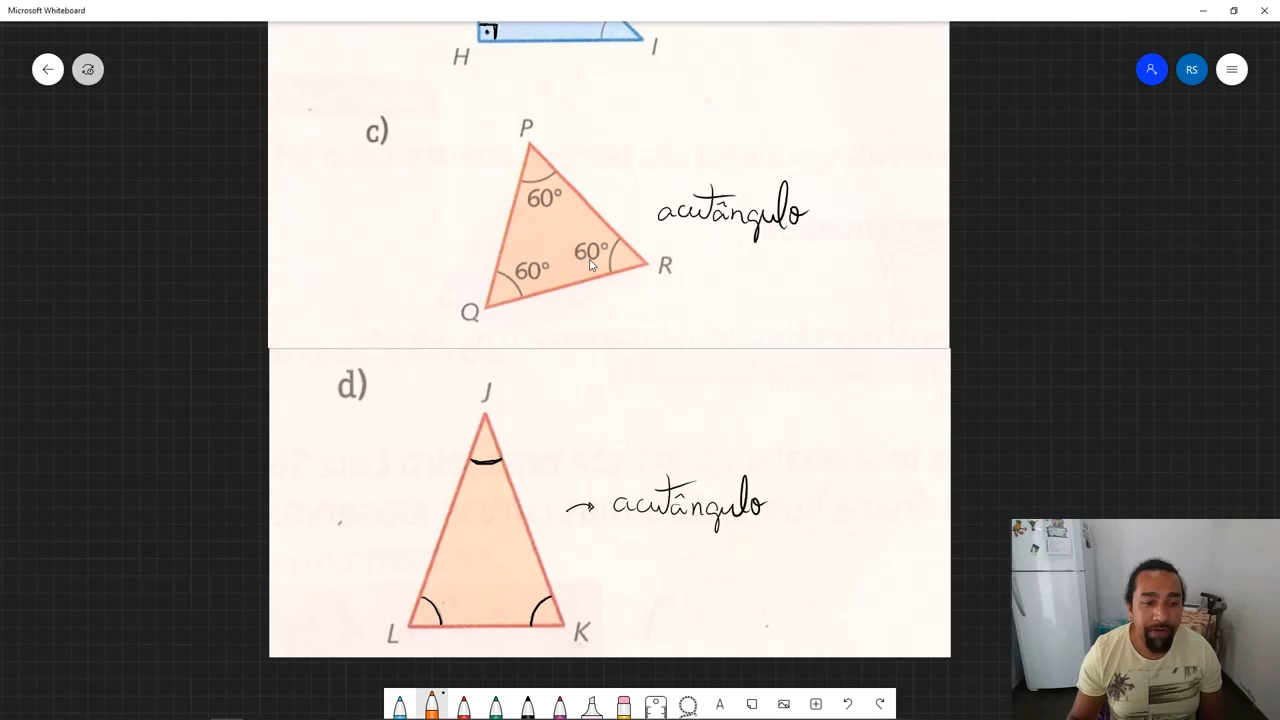 Microsoft Whiteboard
RS
H
I
c)
P
60°
60°
60°
Q
R
acutângulo
d)
J
L
K
→ acutângulo
A